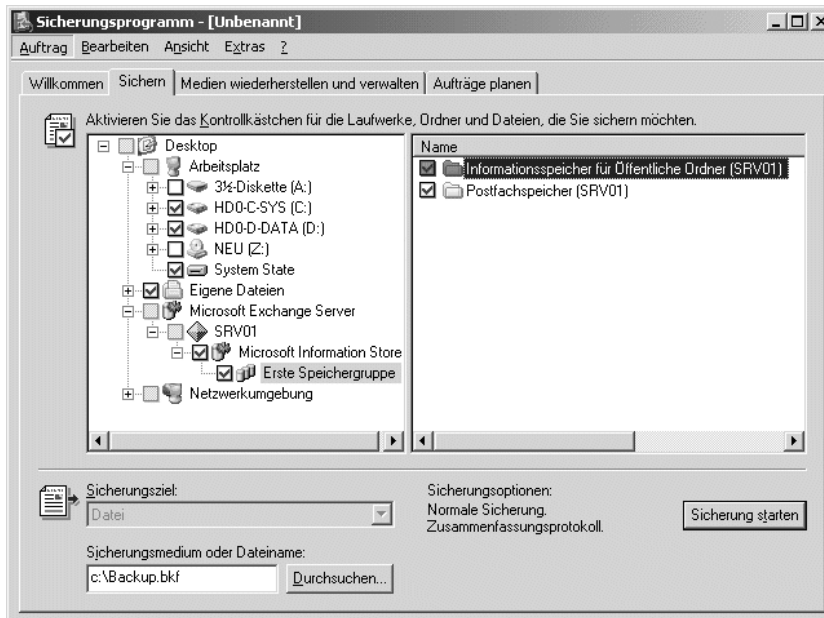 Sicherungsprogramm - [Unbenannt]
Auftrag Bearbeiten Ansicht Extras ?
Willkommen Sichern Medien wiederherstellen und verwalten Aufträge planen
Aktivieren Sie das Kontrollkästchen für die Laufwerke, Ordner und Dateien, die Sie sichern möchten.
Desktop
Arbeitsplatz
3½-Diskette (A:)
HD0-C-SYS (C:)
HD0-D-DATA (D:)
NEU (Z:)
System State
Eigene Dateien
Microsoft Exchange Server
SRV01
Microsoft Information Store
Erste Speichergruppe
Netzwerkumgebung
Name
Informationsspeicher für Öffentliche Ordner (SRV01)
Postfachspeicher (SRV01)
Sicherungsziel:
Datei
Sicherungsmedium oder Dateiname:
c:\Backup.bkf
Durchsuchen...
Sicherungsoptionen:
Normale Sicherung.
Zusammenfassungsprotokoll.
Sicherung starten